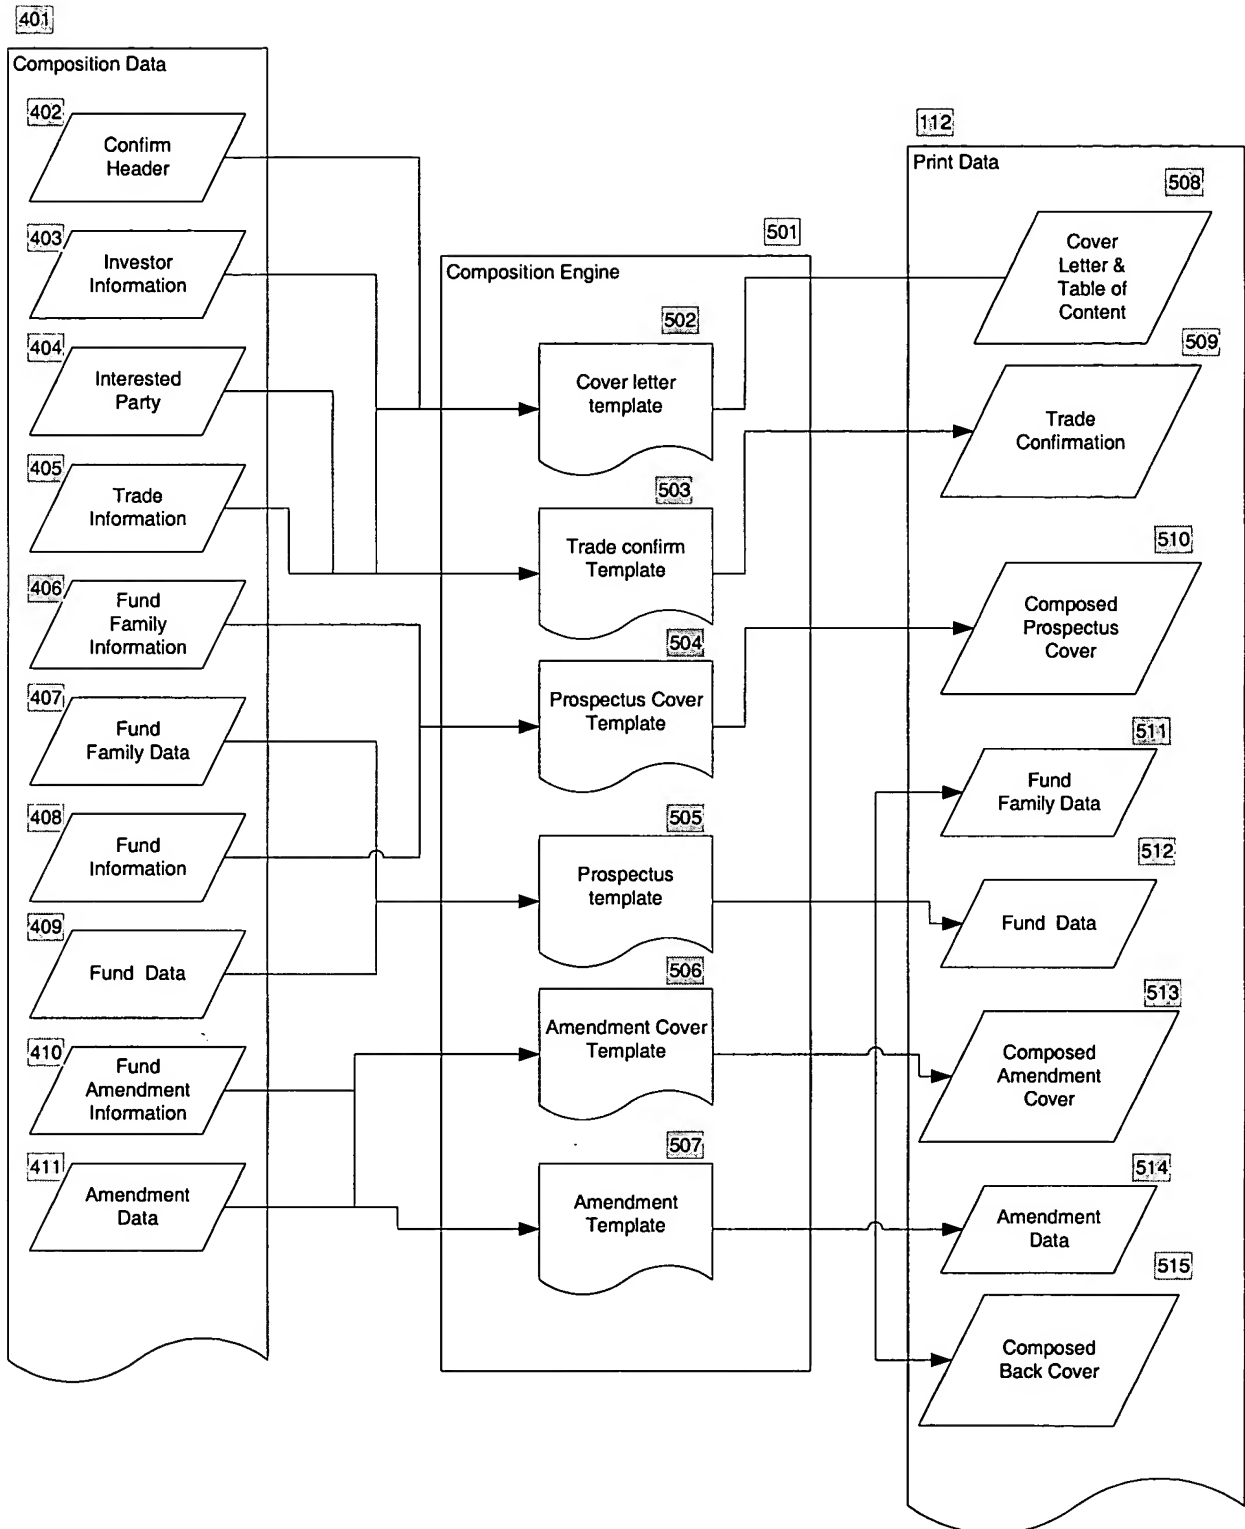 401
Composition Data
402
Confirm
Header
403
Investor
Information
404
Interested
Party
405
Trade
Information
406
Fund
Family
Information
407
Fund
Family Data
408
Fund
Information
409
Fund Data
410
Fund
Amendment
Information
411
Amendment
Data
501
Composition Engine
502
Cover letter
template
503
Trade confirm
Template
504
Prospectus Cover
Template
505
Prospectus
template
506
Amendment Cover
Template
507
Amendment
Template
112
Print Data
508
Cover
Letter &
Table of
Content
509
Trade
Confirmation
510
Composed
Prospectus
Cover
511
Fund
Family Data
512
Fund Data
513
Composed
Amendment
Cover
514
Amendment
Data
515
Composed
Back Cover